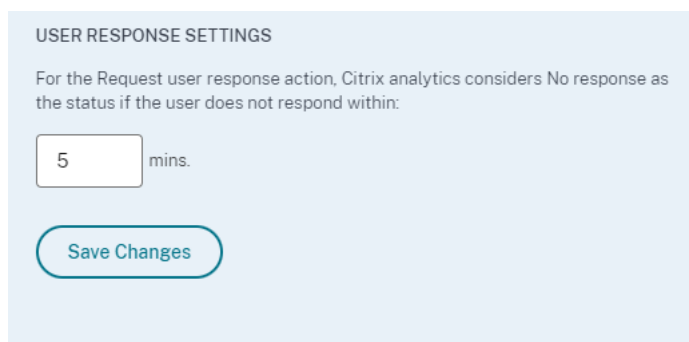 USER RESPONSE SETTINGS
For the Request user response action, Citrix analytics considers No response as
the status if the user does not respond within:
5 mins.
Save Changes